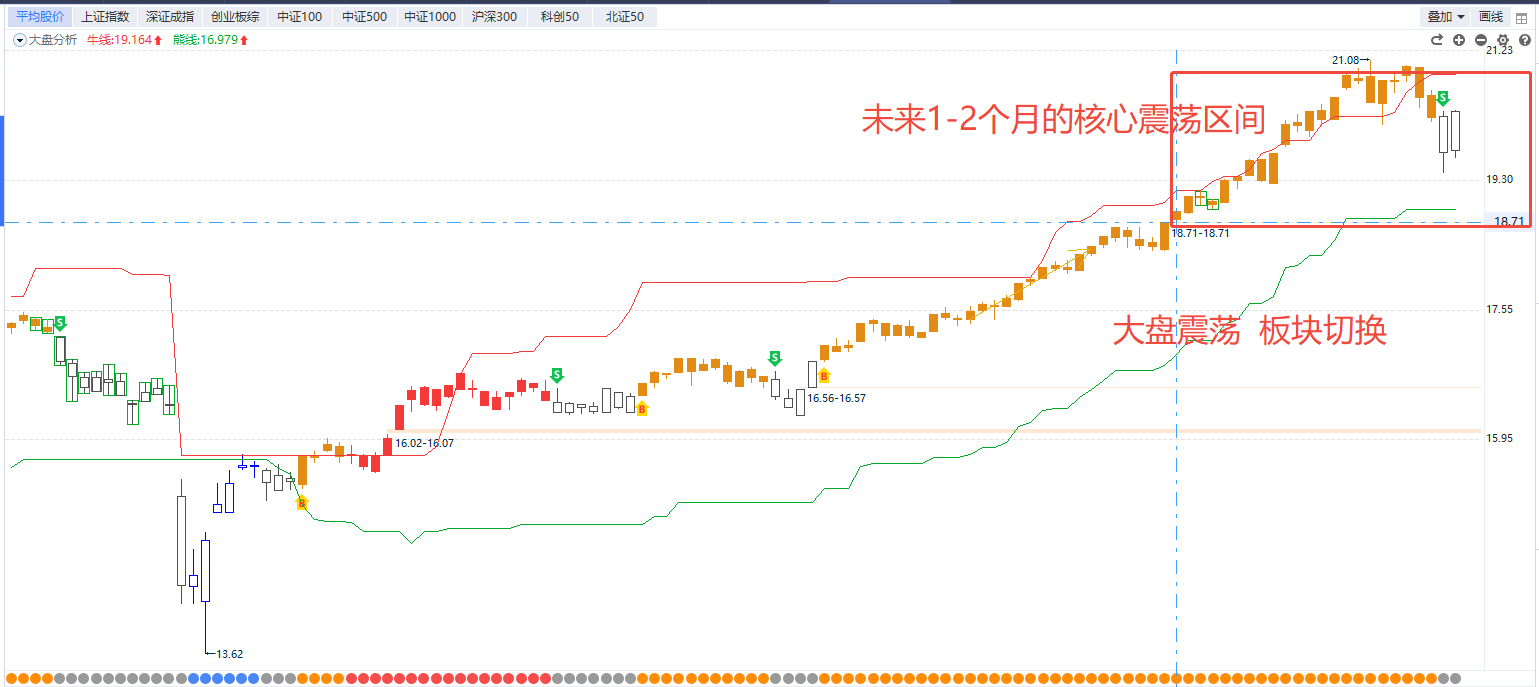 平均股价 上证指数 深证成指 创业板综 中证100 中证500 中证1000 沪深300 科创50 北证50 叠加 画线
大盘分析 牛线:19.164 熊线:16.979
21.23
21.08→
未来1-2个月的核心震荡区间
S
19.30
18.71
18.71-18.71
17.55
大盘震荡 板块切换
S
S
S
B
B
16.56-16.57
16.02-16.07
15.95
B
←13.62